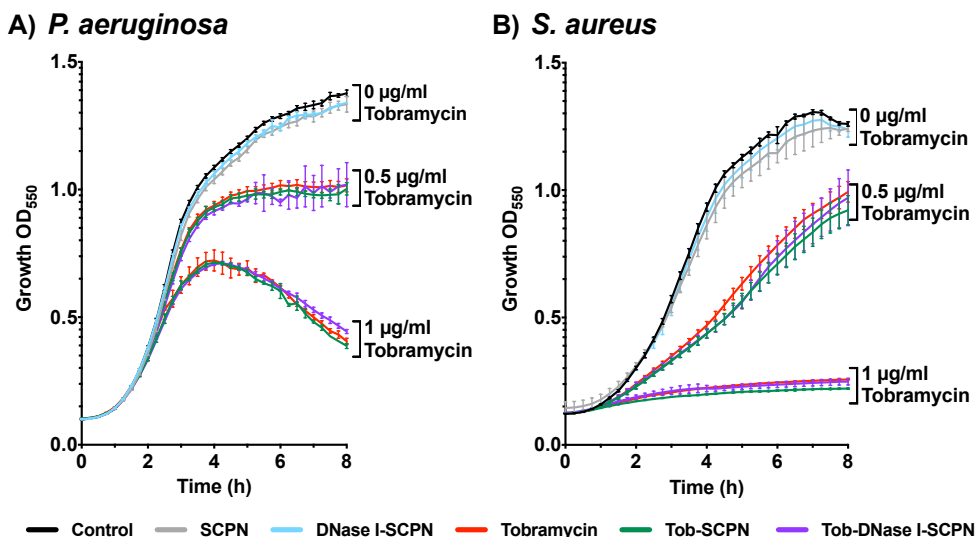 A) P. aeruginosa
1.5
1.0
0.5
0.0
Growth OD550
0 2 4 6 8
Time (h)
0 µg/ml
Tobramycin
0.5 µg/ml
Tobramycin
1 µg/ml
Tobramycin
B) S. aureus
1.5
1.0
0.5
0.0
Growth OD550
0 2 4 6 8
Time (h)
0 µg/ml
Tobramycin
0.5 µg/ml
Tobramycin
1 µg/ml
Tobramycin
Control SCPN DNase I-SCPN Tobramycin Tob-SCPN Tob-DNase I-SCPN